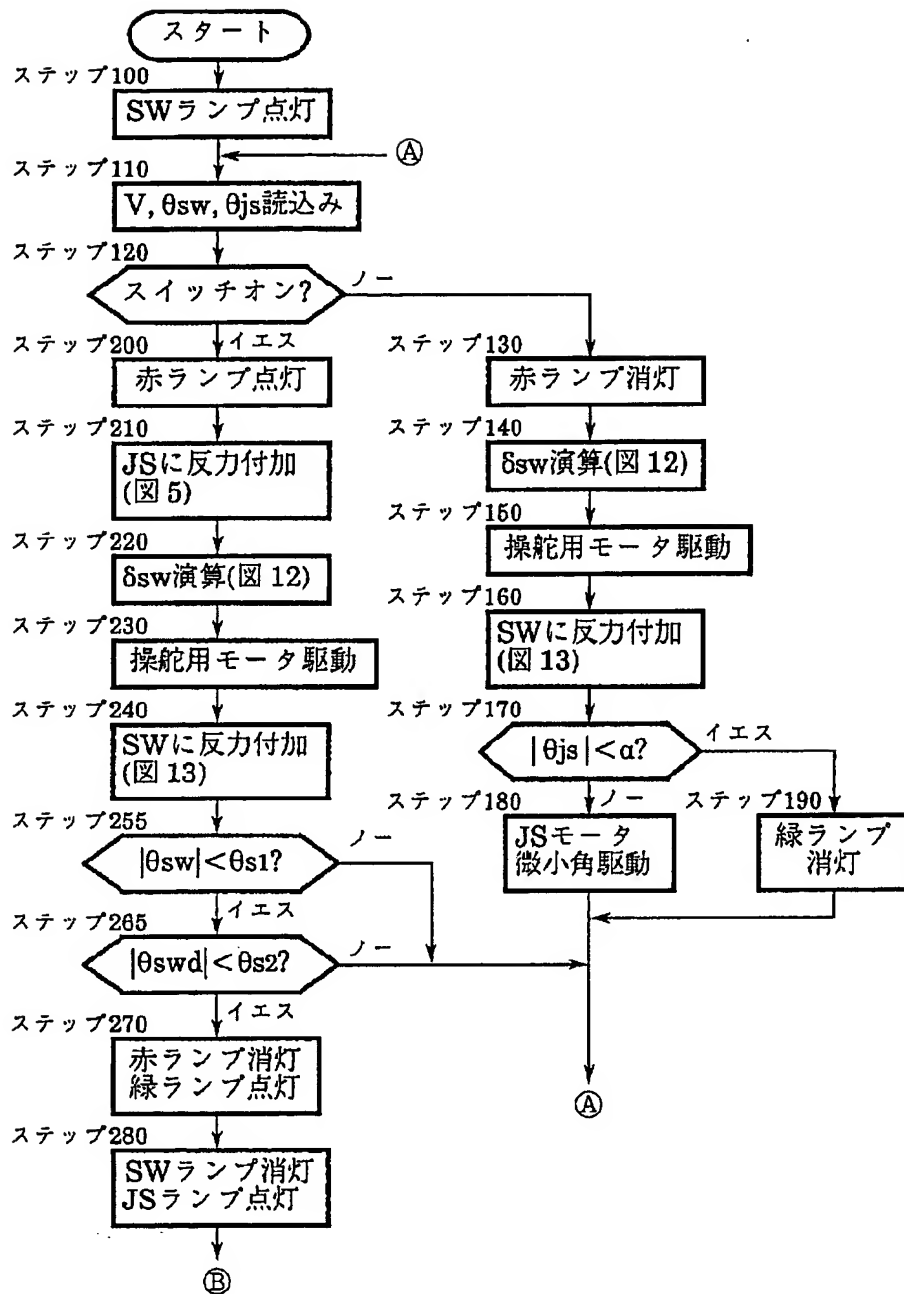 スタート
ステップ100
SWランプ点灯
Ⓐ
ステップ110
V, θsw, θjs読込み
ステップ120
スイッチオン?
ノー
イエス
ステップ200
赤ランプ点灯
ステップ210
JSに反力付加
(図 5)
ステップ220
δsw演算(図 12)
ステップ230
操舵用モータ駆動
ステップ240
SWに反力付加
(図 13)
ステップ255
|θsw|<θs1?
ノー
イエス
ステップ265
|θswd|<θs2?
ノー
イエス
ステップ270
赤ランプ消灯
緑ランプ点灯
ステップ280
SWランプ消灯
JSランプ点灯
Ⓑ
ステップ130
赤ランプ消灯
ステップ140
δsw演算(図 12)
ステップ150
操舵用モータ駆動
ステップ160
SWに反力付加
(図 13)
ステップ170
|θjs|<α?
イエス
ノー
ステップ180
JSモータ
微小角駆動
ステップ190
緑ランプ
消灯
Ⓐ